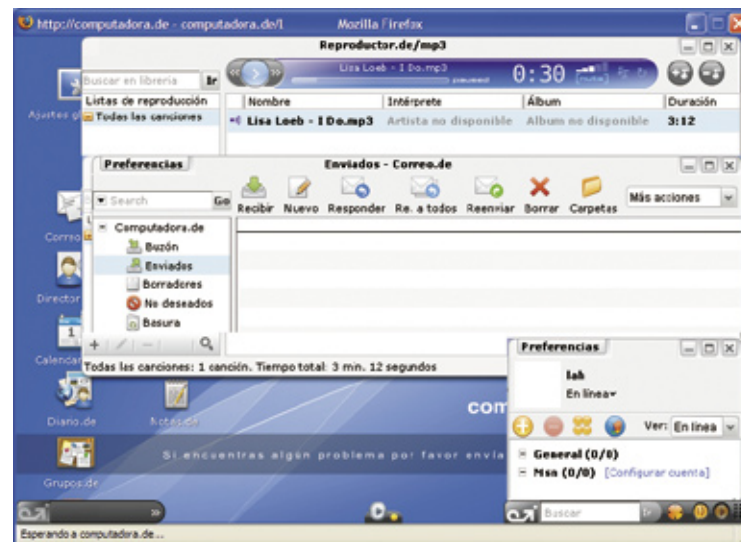 http://computadora.de - computadora.de/1 Mozilla Firefox
Reproductor.de/mp3
Buscar en libreria Ir
Lisa Loeb - I Do.mp3
paused
0:30
Listas de reproducción Nombre Intérprete Álbum Duración
Todas las canciones Lisa Loeb - I Do.mp3 Artista no disponible Album no disponible 3:12
Ajustes
Preferencias Enviados - Correo.de
Search Go Recibir Nuevo Responder Re. a todos Reenviar Borrar Carpetas Más acciones
Computadora.de
Buzón
Enviados
Borradores
No deseados
Basura
Correo
Director
Calendar
Todas las canciones: 1 canción. Tiempo total: 3 min. 12 segundos
Preferencias
lab
En línea
Ver: En línea
General (0/0)
Msn (0/0) [Configurar cuenta]
Diario.de Notas.de
com
Si encuentras algún problema por favor envía
Grupos.de
Buscar
Esperando a computadora.de...